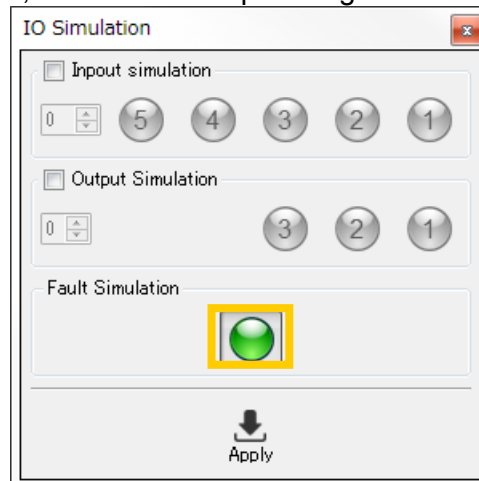 IO Simulation
x
Inpout simulation
0 5 4 3 2 1
Output Simulation
0 3 2 1
Fault Simulation
Apply